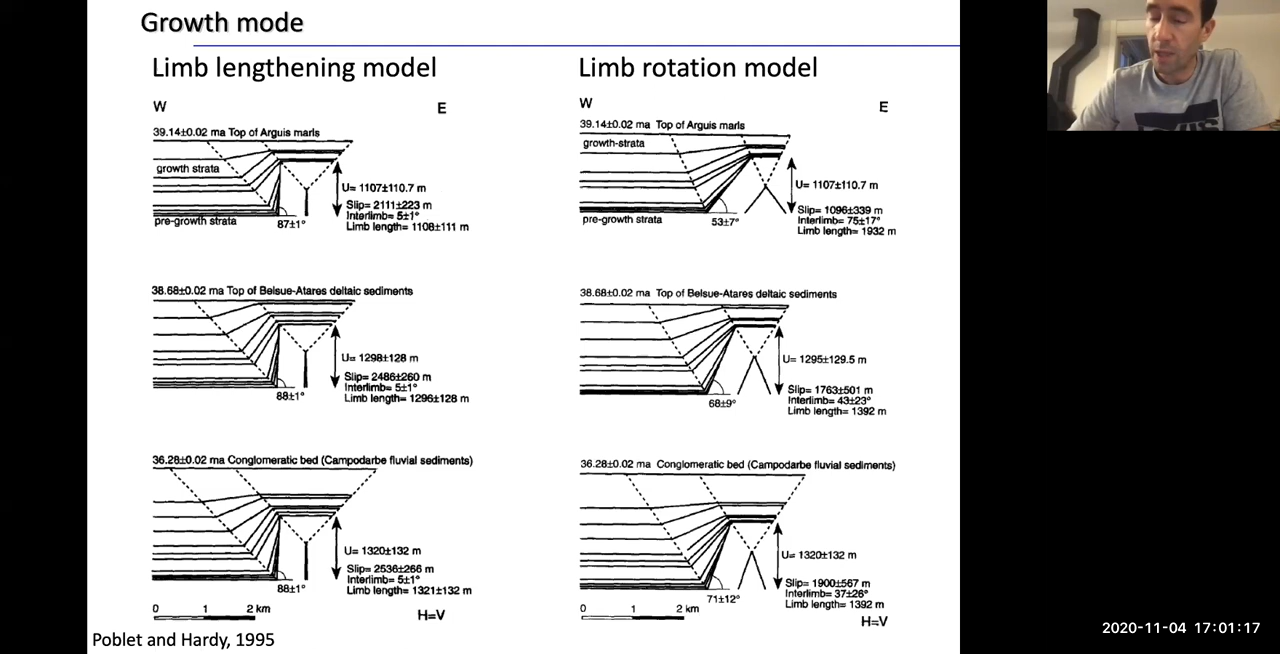 Growth mode
Limb lengthening model
W
E
39.14±0.02 ma Top of Arguis marls
growth strata
pre-growth strata
87±1°
U= 1107±110.7 m
Slip= 2111±223 m
Interlimb= 5±1°
Limb length= 1108±111 m
38.68±0.02 ma Top of Belsue-Atares deltaic sediments
88±1°
U= 1298±128 m
Slip= 2486±260 m
Interlimb= 5±1°
Limb length= 1296±128 m
36.28±0.02 ma Conglomeratic bed (Campodarbe fluvial sediments)
88±1°
U= 1320±132 m
Slip= 2536±266 m
Interlimb= 5±1°
Limb length= 1321±132 m
0 1 2 km
H=V
Poblet and Hardy, 1995
Limb rotation model
W
E
39.14±0.02 ma Top of Arguis marls
growth-strata
pre-growth strata
53±7°
U= 1107±110.7 m
Slip= 1096±339 m
Interlimb= 75±17°
Limb length= 1932 m
38.68±0.02 ma Top of Belsue-Atares deltaic sediments
68±9°
U= 1295±129.5 m
Slip= 1763±501 m
Interlimb= 43±23°
Limb length= 1392 m
36.28±0.02 ma Conglomeratic bed (Campodarbe fluvial sediments)
71±12°
U= 1320±132 m
Slip= 1900±567 m
Interlimb= 37±26°
Limb length= 1392 m
0 1 2 km
H=V
2020-11-04 17:01:17